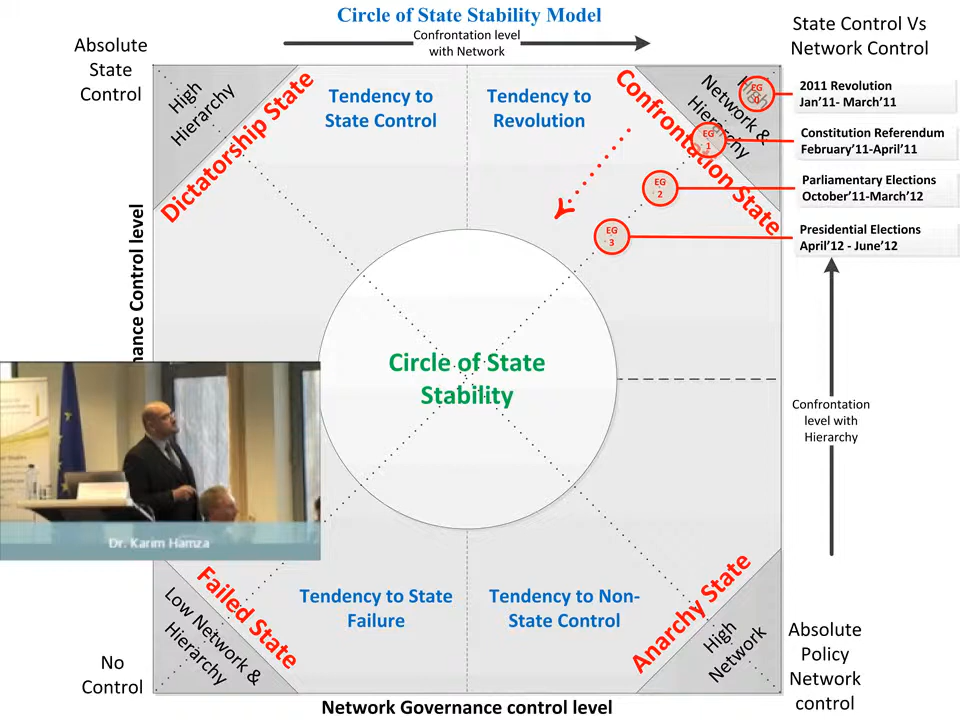 Circle of State Stability Model
Confrontation level
with Network
State Control Vs
Network Control
Absolute
State
Control
High
Hierarchy
Dictatorship State
Tendency to
State Control
Tendency to
Revolution
Confrontation State
Network &
Hierarchy
EG
EG
1
EG
2
EG
3
2011 Revolution
Jan'11- March'11
Constitution Referendum
February'11-April'11
Parliamentary Elections
October'11-March'12
Presidential Elections
April'12 - June'12
Control level
Circle of State
Stability
Confrontation
level with
Hierarchy
Dr. Karim Hamza
Failed State
Low Network &
Hierarchy
Tendency to State
Failure
Tendency to Non-
State Control
Anarchy State
High
Network
No
Control
Absolute
Policy
Network
control
Network Governance control level